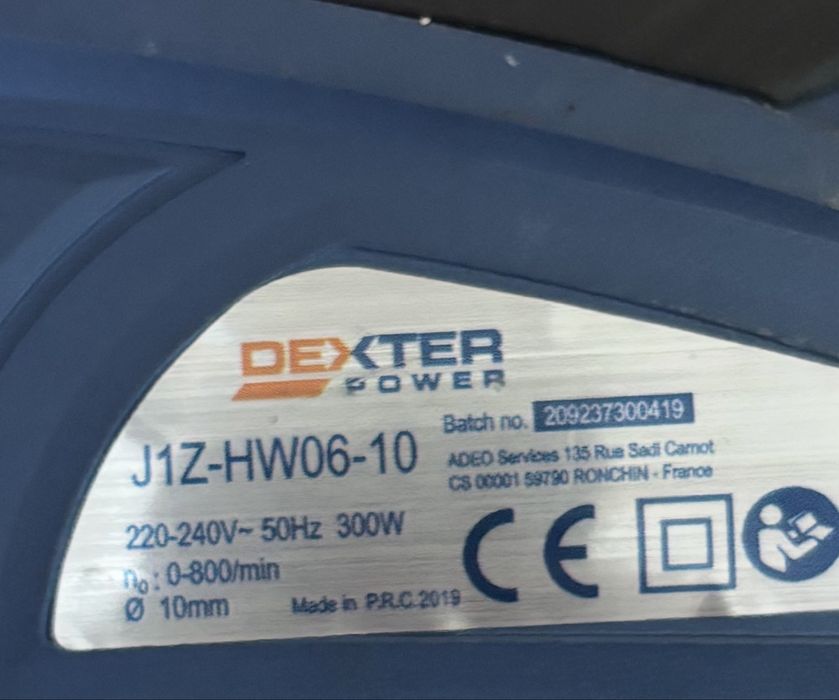 DEXTER
POWER
Batch no. 209237300419
J1Z-HW06-10
ADEO Services 135 Rue Sadi Carnot
CS 00001 59790 RONCHIN - France
220-240V~ 50Hz 300W
n₀: 0-800/min
Ø 10mm
Made in P.R.C. 2019
CE